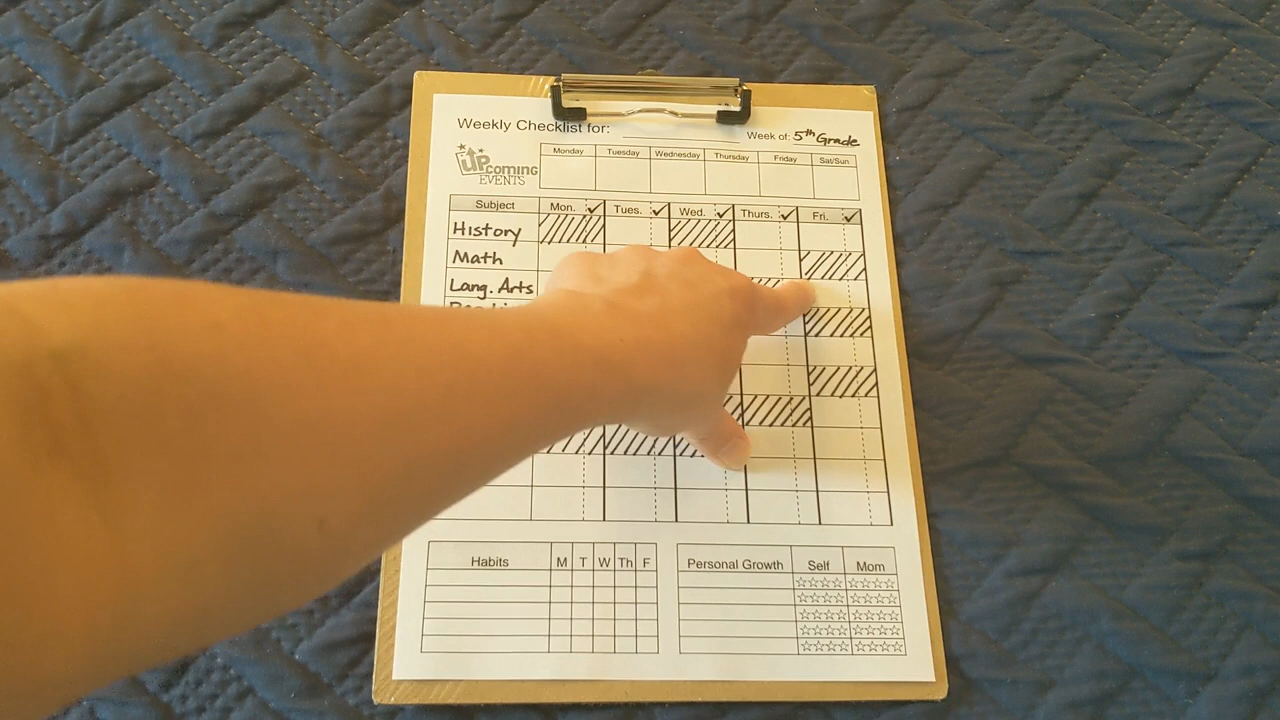 Weekly Checklist for: Week of: 5th Grade
UPcoming EVENTS
Monday Tuesday Wednesday Thursday Friday Sat/Sun
Subject Mon. ✓ Tues. ✓ Wed. ✓ Thurs. ✓ Fri. ✓
History
Math
Lang. Arts
Habits M T W Th F
Personal Growth Self Mom